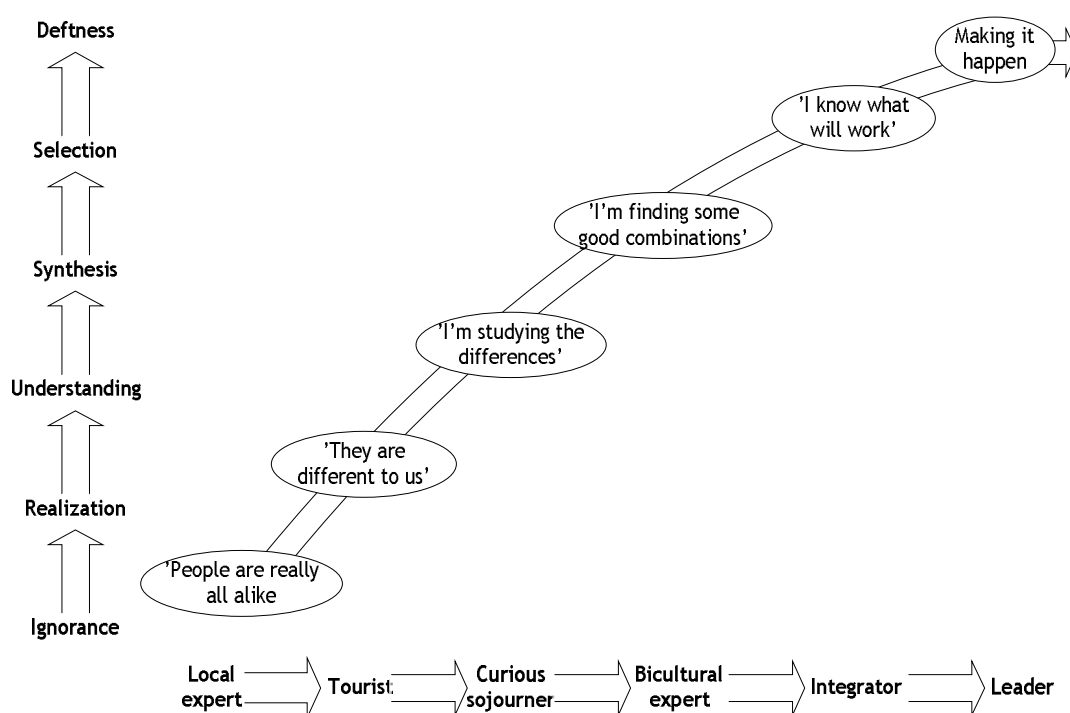 Deftness
Making it
happen
'I know what
will work'
Selection
'I'm finding some
good combinations'
Synthesis
'I'm studying the
differences'
Understanding
'They are
different to us'
Realization
'People are really
all alike
Ignorance
Local
expert
Tourist
Curious
sojourner
Bicultural
expert
Integrator
Leader